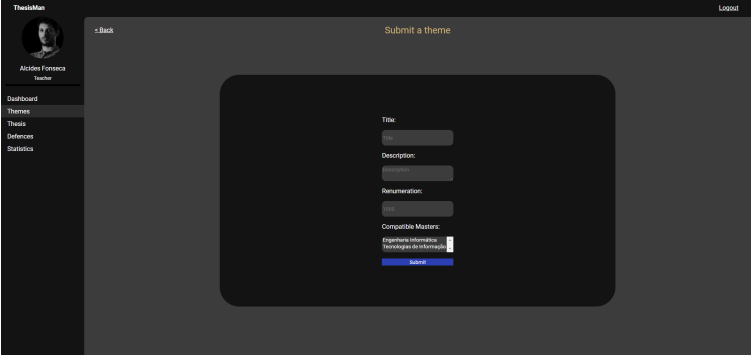 ThesisMan
Logout
Alcides Fonseca
Teacher
Dashboard
Themes
Thesis
Defences
Statistics
< Back
Submit a theme
Title:
Title
Description:
Description
Renumeration:
Compatible Masters:
Engenharia Informática
Tecnologias de Informação
Submit